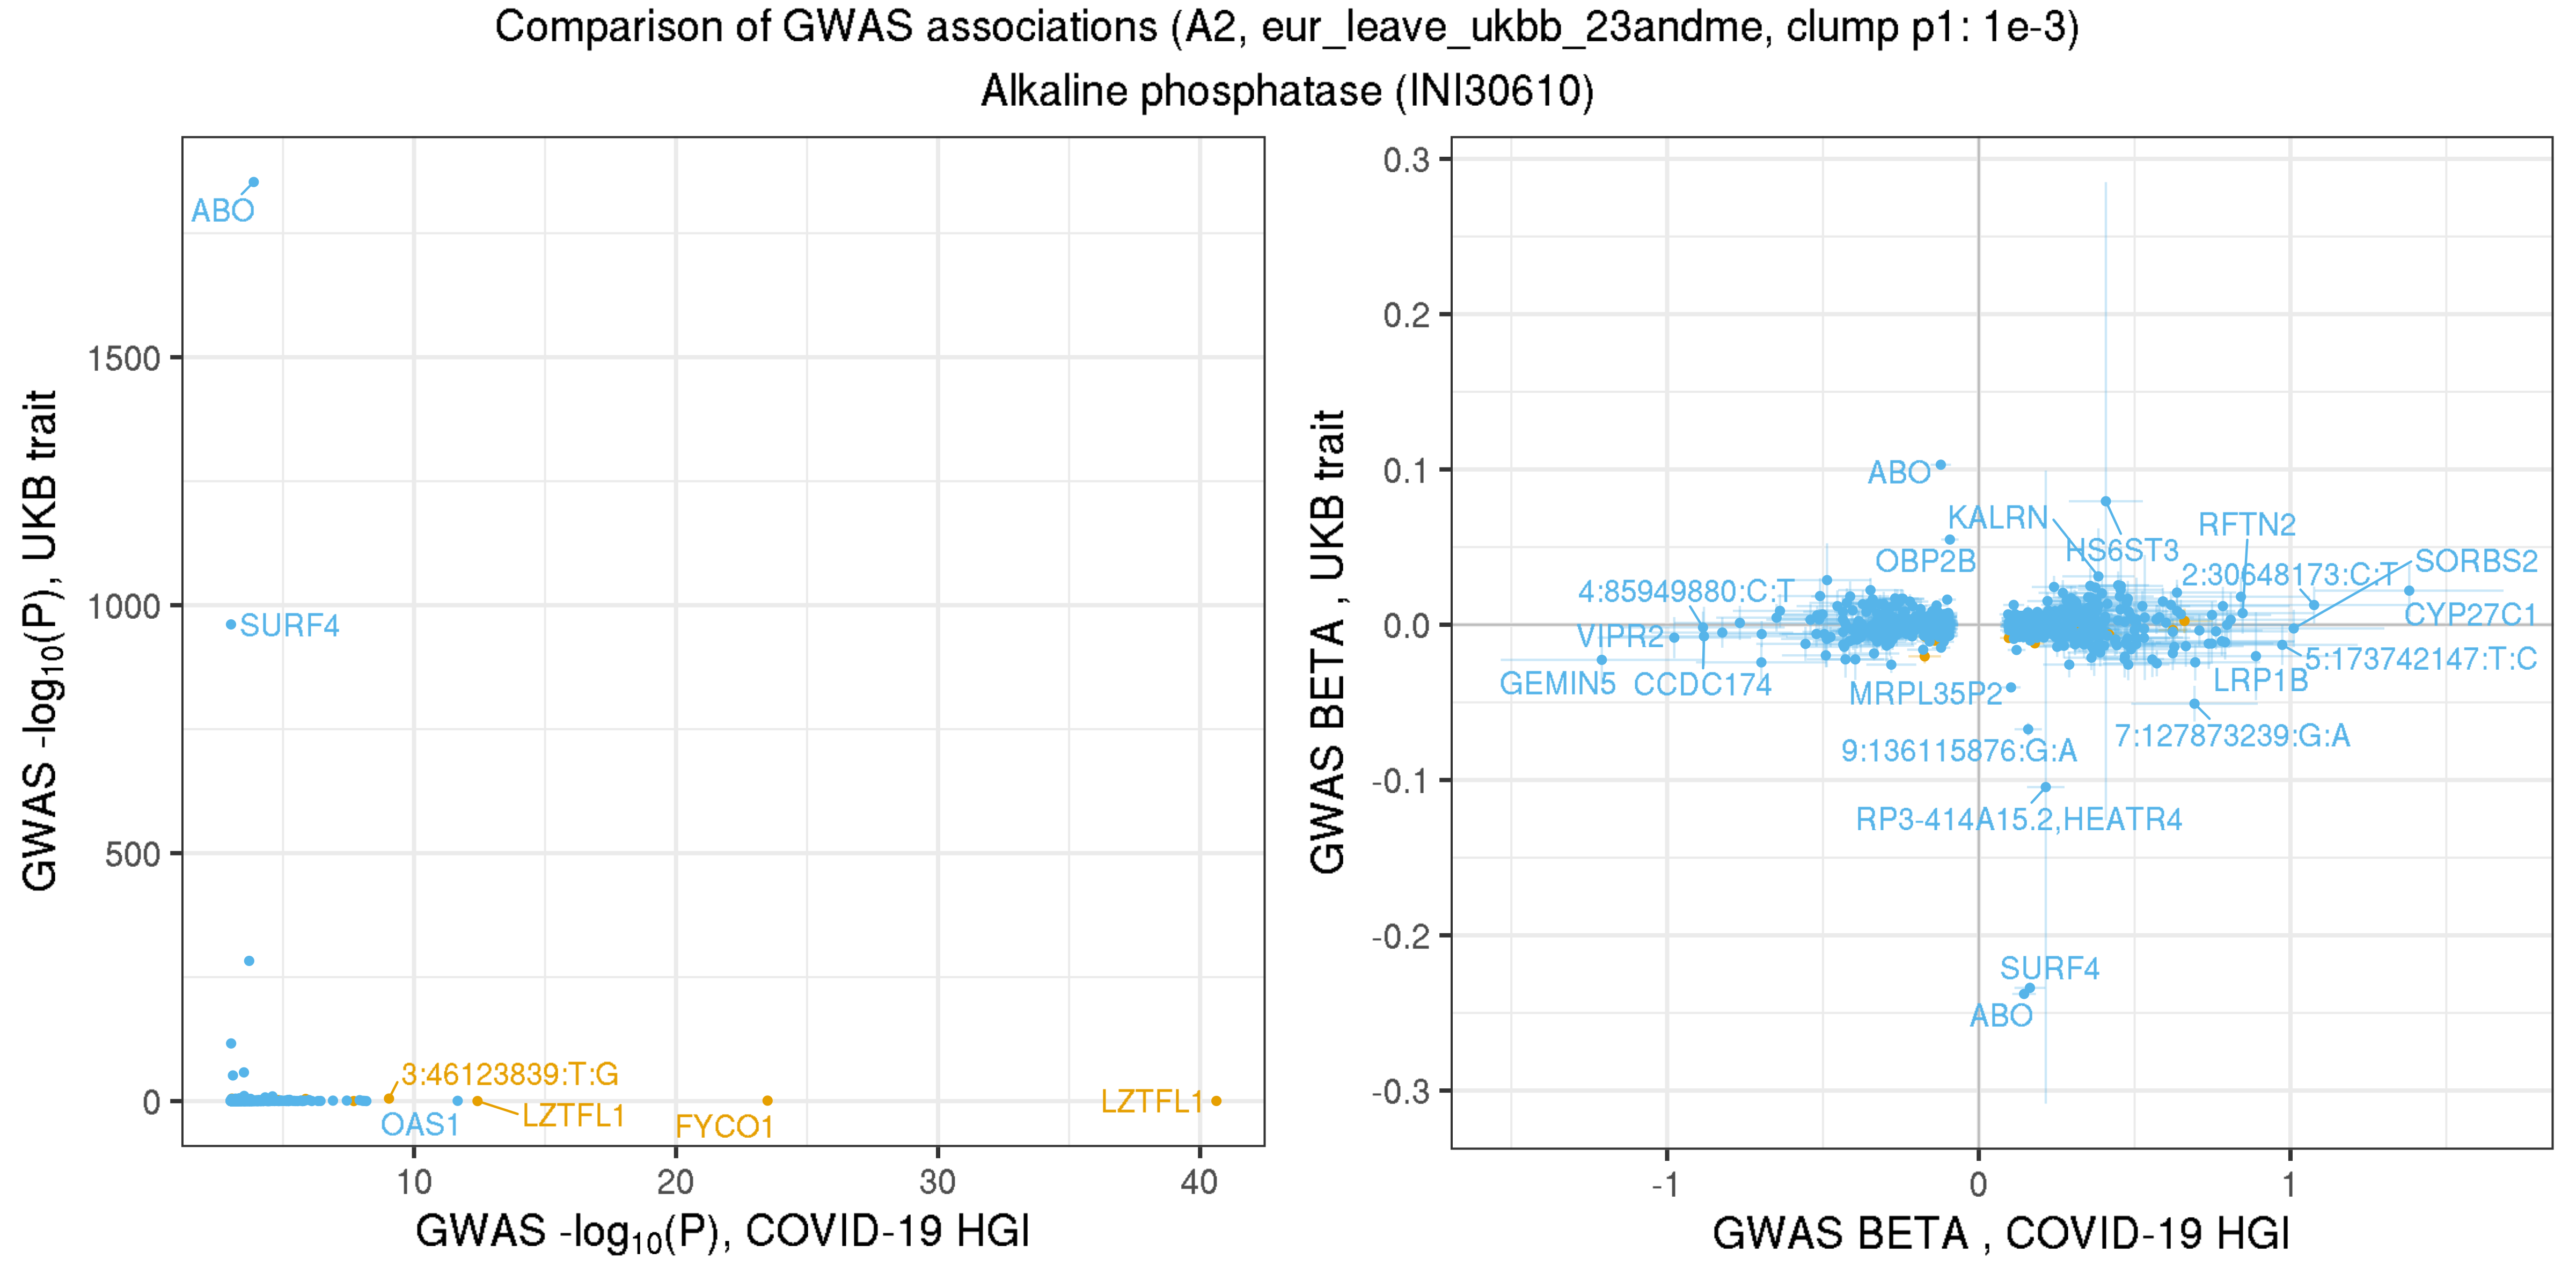 Comparison of GWAS associations (A2, eur_leave_ukbb_23andme, clump p1: 1e-3)
Alkaline phosphatase (INI30610)
GWAS -log10(P), UKB trait
1500
1000
500
0
ABO
SURF4
3:46123839:T:G
OAS1
LZTFL1
FYCO1
LZTFL1
10
20
30
40
GWAS -log10(P), COVID-19 HGI
GWAS BETA , UKB trait
0.3
0.2
0.1
0.0
-0.1
-0.2
-0.3
ABO
KALRN
RFTN2
OBP2B
HS6ST3
SORBS2
4:85949880:C:T
2:30648173:C:T
CYP27C1
VIPR2
5:173742147:T:C
GEMIN5
CCDC174
MRPL35P2
LRP1B
9:136115876:G:A
7:127873239:G:A
RP3-414A15.2,HEATR4
SURF4
ABO
-1
0
1
GWAS BETA , COVID-19 HGI